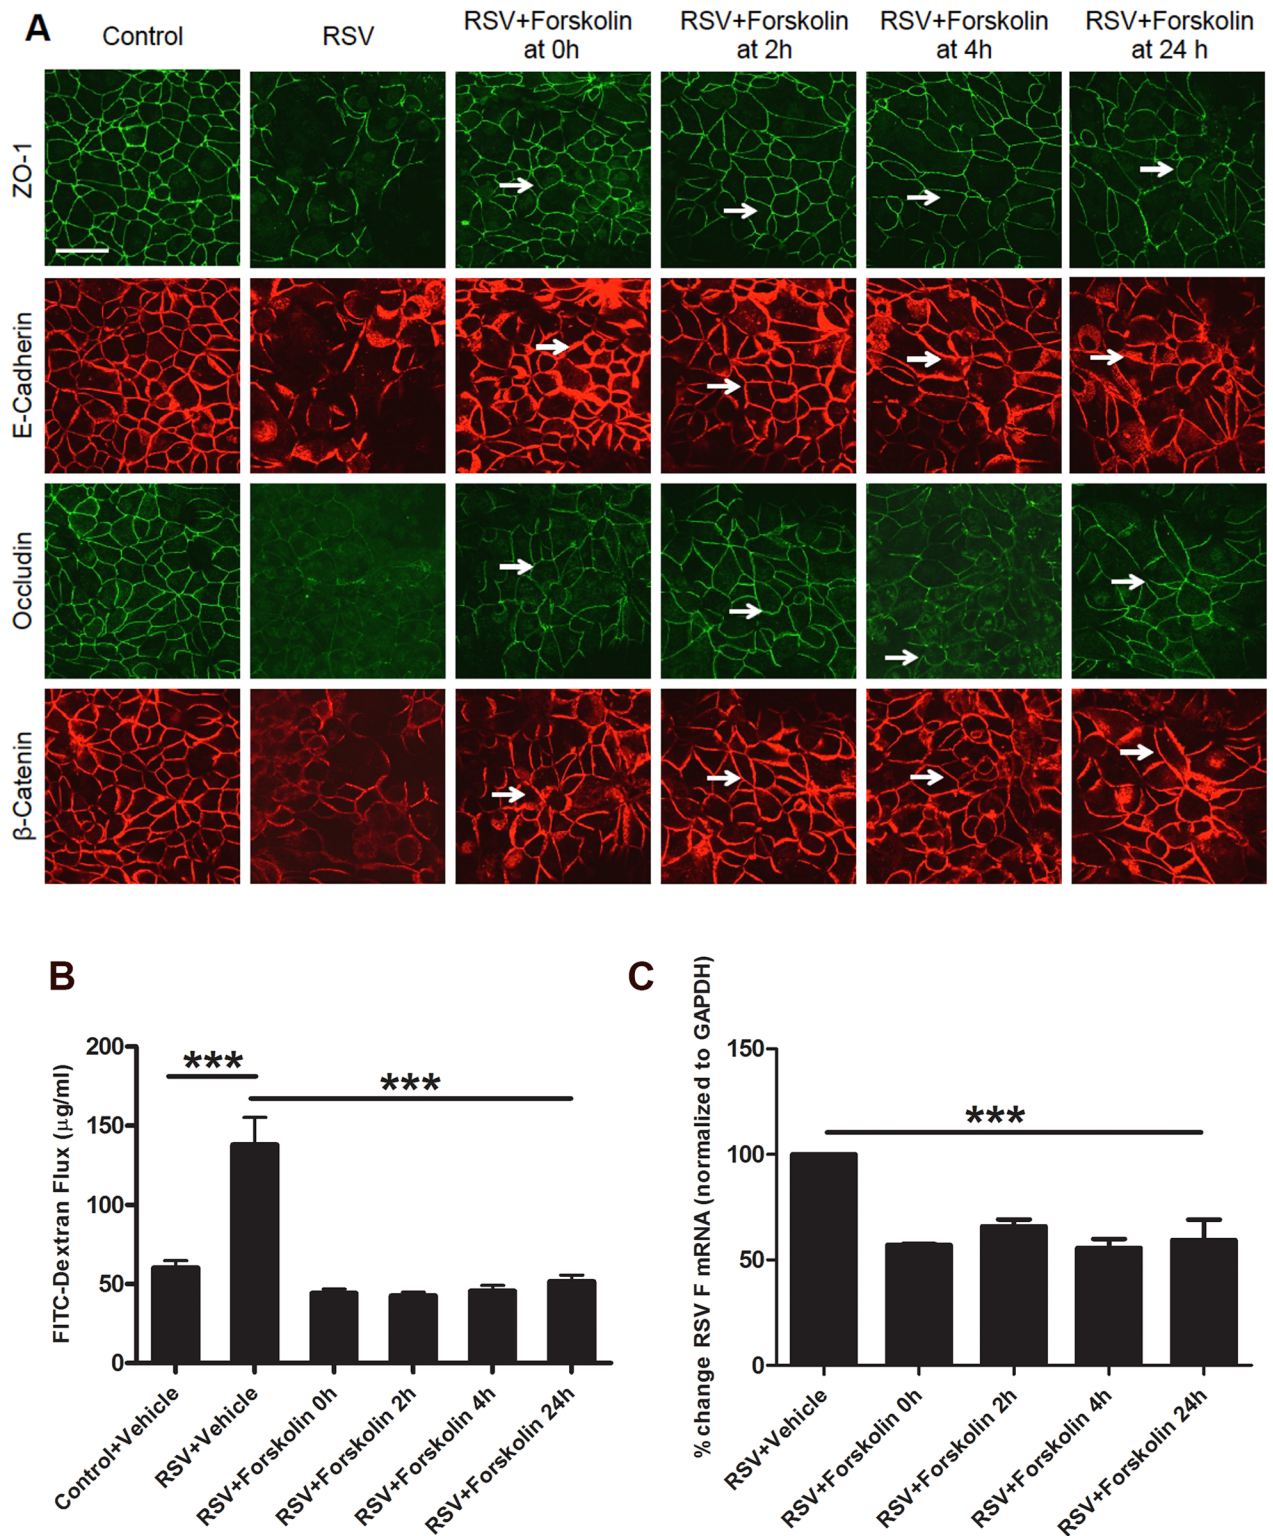 A
Control
RSV
RSV+Forskolin
at 0h
RSV+Forskolin
at 2h
RSV+Forskolin
at 4h
RSV+Forskolin
at 24 h
ZO-1
E-Cadherin
Occludin
β-Catenin
B
FITC-Dextran Flux (µg/ml)
200
150
100
50
0
***
***
Control+Vehicle
RSV+Vehicle
RSV+Forskolin 0h
RSV+Forskolin 2h
RSV+Forskolin 4h
RSV+Forskolin 24h
C
% change RSV F mRNA (normalized to GAPDH)
150
100
50
0
***
RSV+Vehicle
RSV+Forskolin 0h
RSV+Forskolin 2h
RSV+Forskolin 4h
RSV+Forskolin 24h